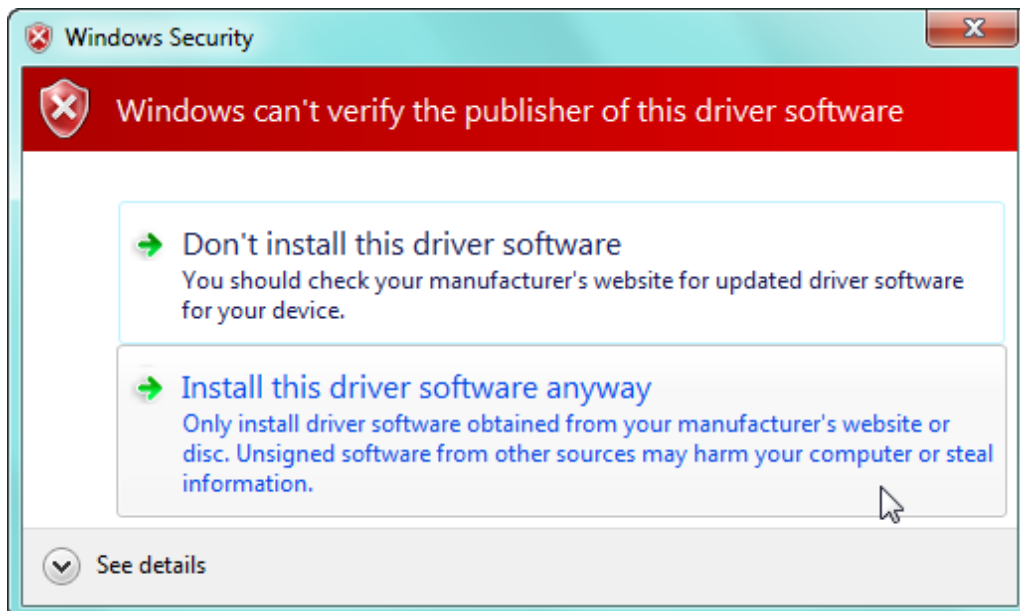 Windows Security
Windows can't verify the publisher of this driver software
Don't install this driver software
You should check your manufacturer's website for updated driver software
for your device.
Install this driver software anyway
Only install driver software obtained from your manufacturer's website or
disc. Unsigned software from other sources may harm your computer or steal
information.
See details